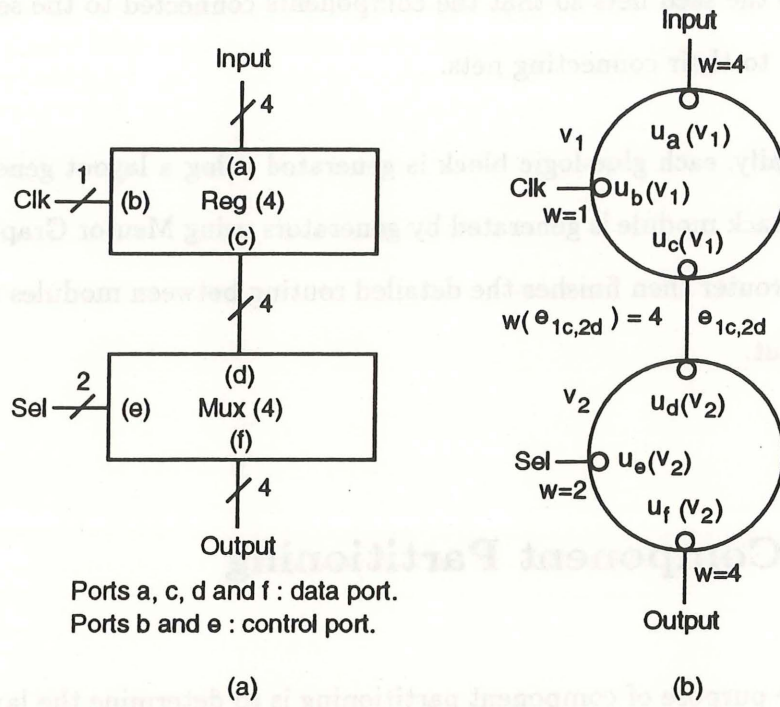 Input
4
Clk
1
(a)
(b) Reg (4)
(c)
4
2
Sel
(d)
(e) Mux (4)
(f)
4
Output
Ports a, c, d and f : data port.
Ports b and e : control port.
(a)
Input
w=4
v1
ua(v1)
Clk
ub(v1)
w=1
uc(v1)
w( e1c,2d ) = 4
e1c,2d
v2
ud(v2)
Sel
ue(v2)
w=2
uf (v2)
w=4
Output
(b)